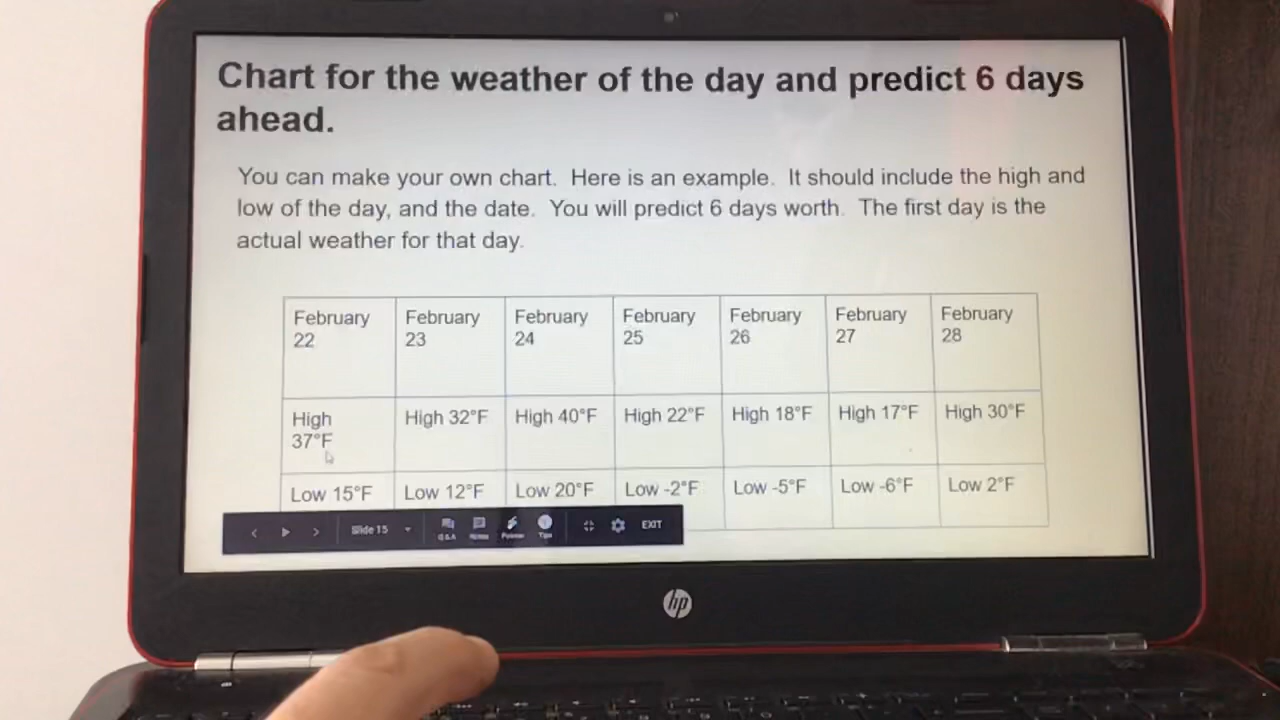 Chart for the weather of the day and predict 6 days
ahead.
You can make your own chart. Here is an example. It should include the high and
low of the day, and the date. You will predict 6 days worth. The first day is the
actual weather for that day.
February 22
February 23
February 24
February 25
February 26
February 27
February 28
High 37°F
High 32°F
High 40°F
High 22°F
High 18°F
High 17°F
High 30°F
Low 15°F
Low 12°F
Low 20°F
Low -2°F
Low -5°F
Low -6°F
Low 2°F
Slide 15
Q&A
Notes
Pointer
Tips
EXIT
hp